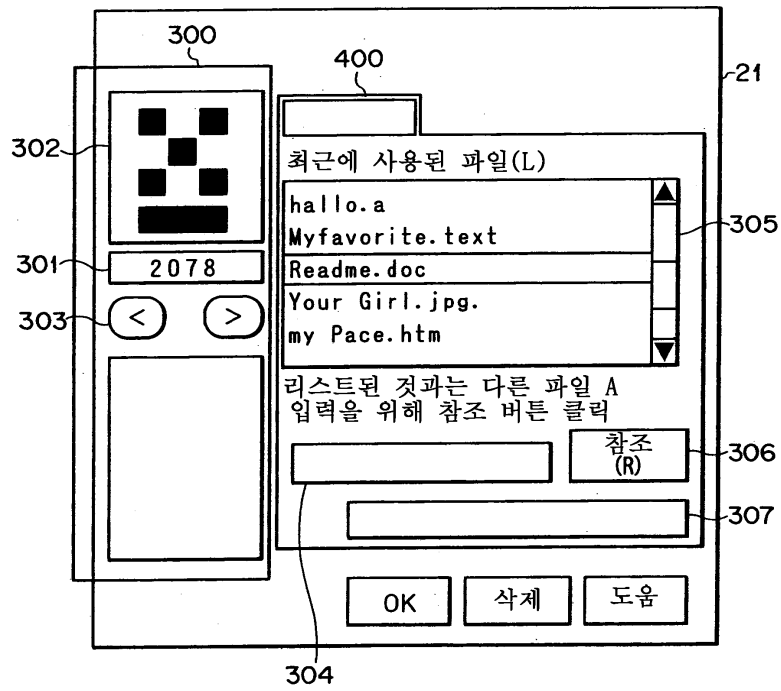 300
400
21
302
최근에 사용된 파일(L)
hallo.a
305
Myfavorite.text
301
2078
Readme.doc
303
<
>
Your Girl.jpg.
my Pace.htm
리스트된 것과는 다른 파일 A
입력을 위해 참조 버튼 클릭
참조
(R)
306
307
OK
삭제
도움
304